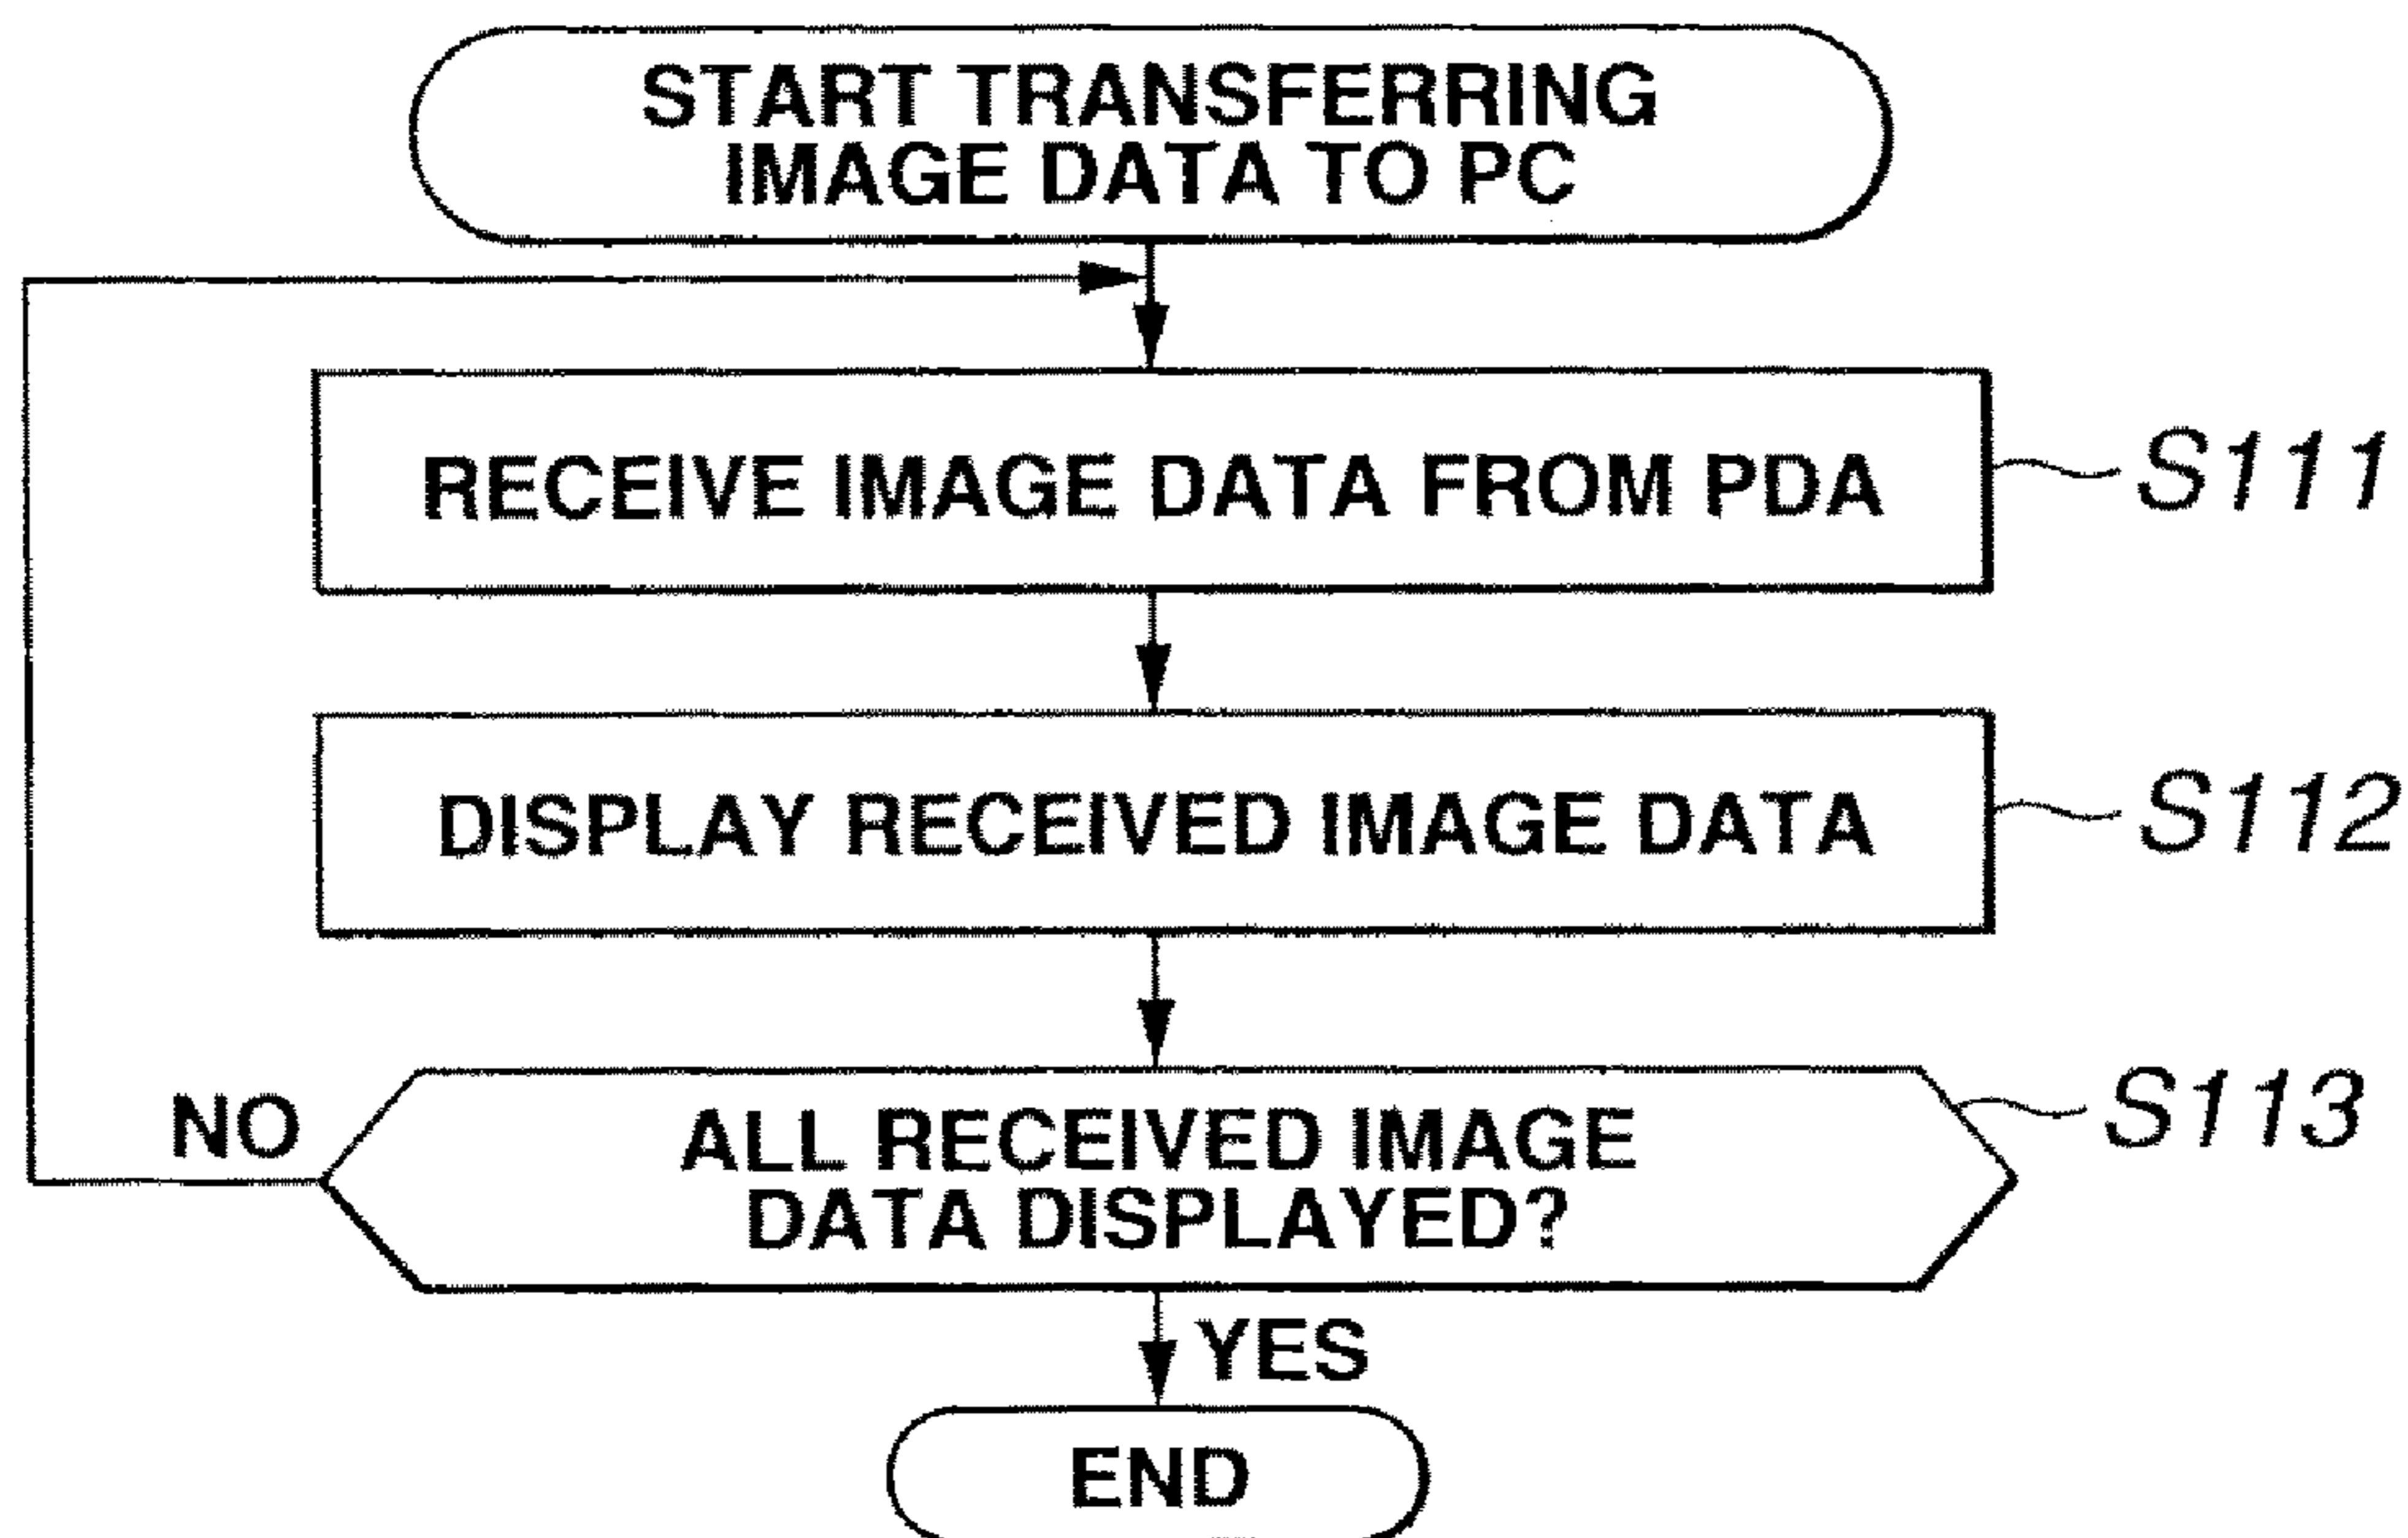 START TRANSFERRING
IMAGE DATA TO PC
RECEIVE IMAGE DATA FROM PDA
S111
DISPLAY RECEIVED IMAGE DATA
S112
ALL RECEIVED IMAGE
DATA DISPLAYED?
S113
NO
YES
END